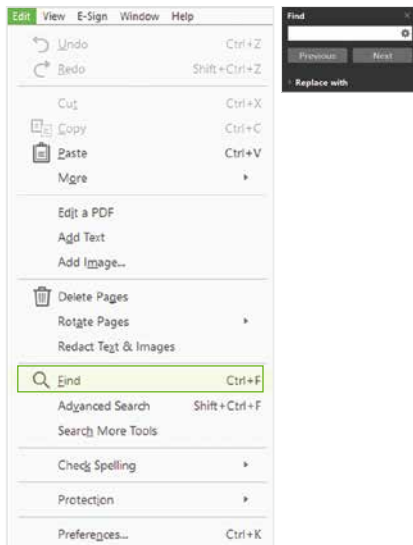 Edit View E-Sign Window Help
Undo Ctrl+Z
Redo Shift+Ctrl+Z
Cut Ctrl+X
Copy Ctrl+C
Paste Ctrl+V
More
Edit a PDF
Add Text
Add Image...
Delete Pages
Rotate Pages
Redact Text & Images
Find Ctrl+F
Advanced Search Shift+Ctrl+F
Search More Tools
Check Spelling
Protection
Preferences... Ctrl+K
Find
Previous Next
Replace with